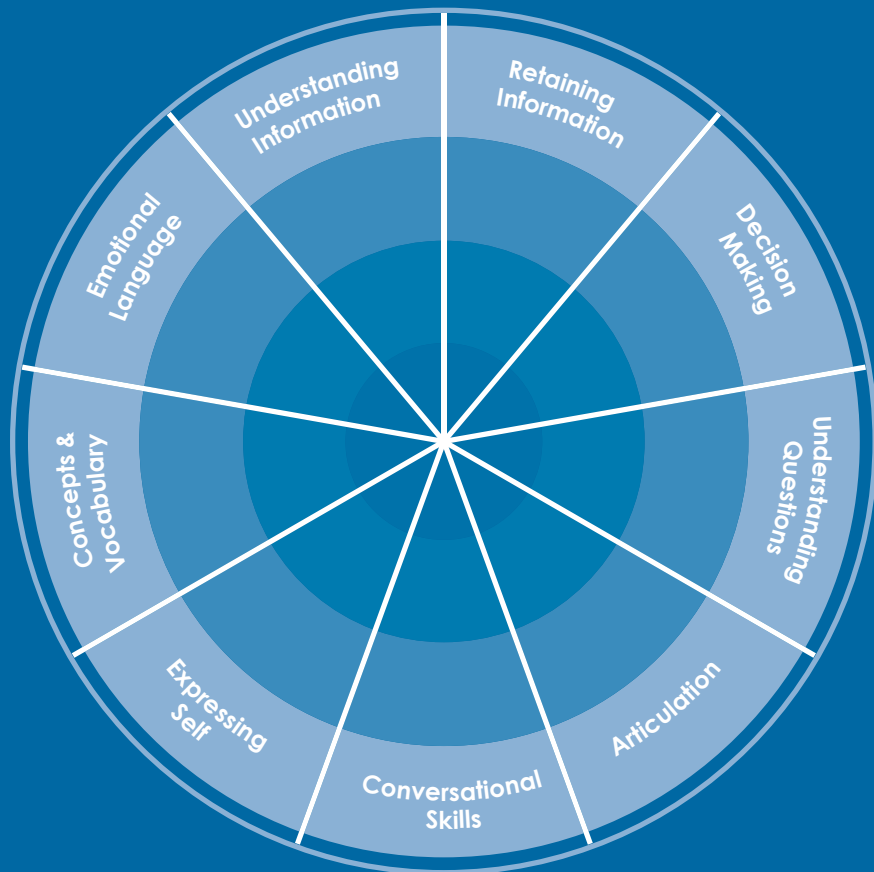 Retaining
Information
Decision
Making
Understanding
Questions
Articulation
Conversational
Skills
Expressing
Self
Concepts &
Vocabulary
Emotional
Language
Understanding
Information